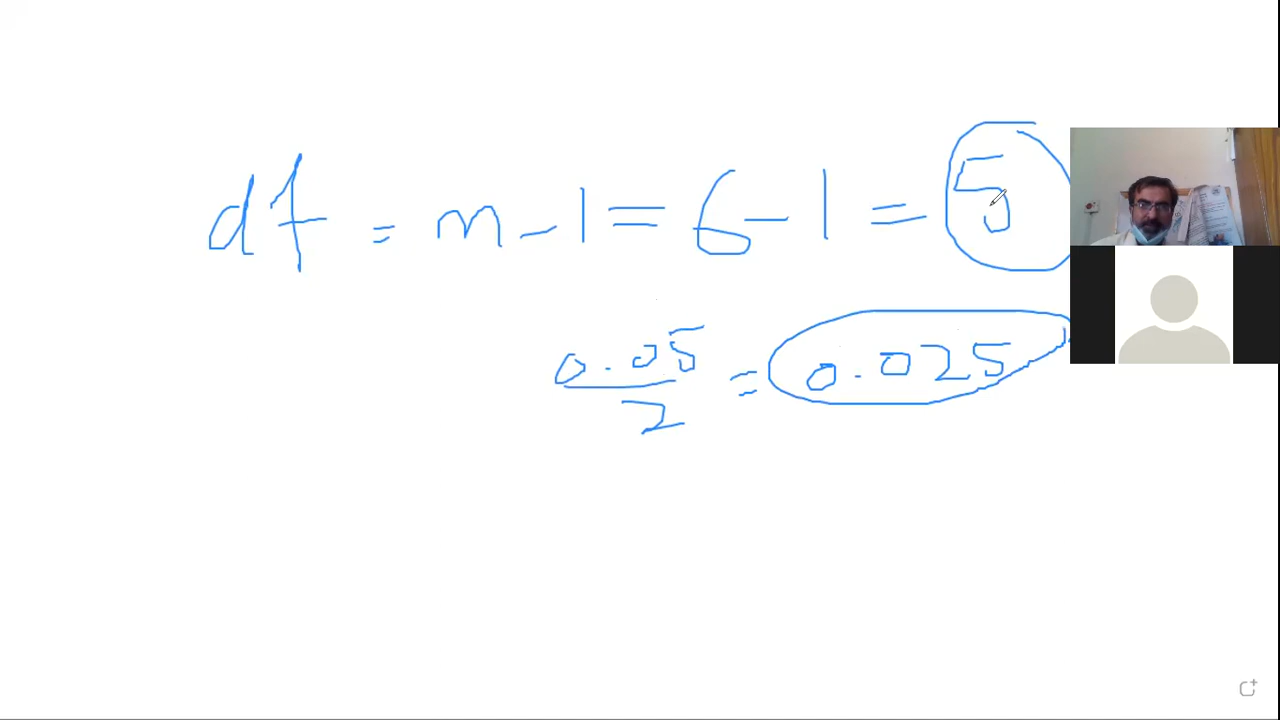 df = n - 1 = 6 - 1 = 5
0.05/2 = 0.025